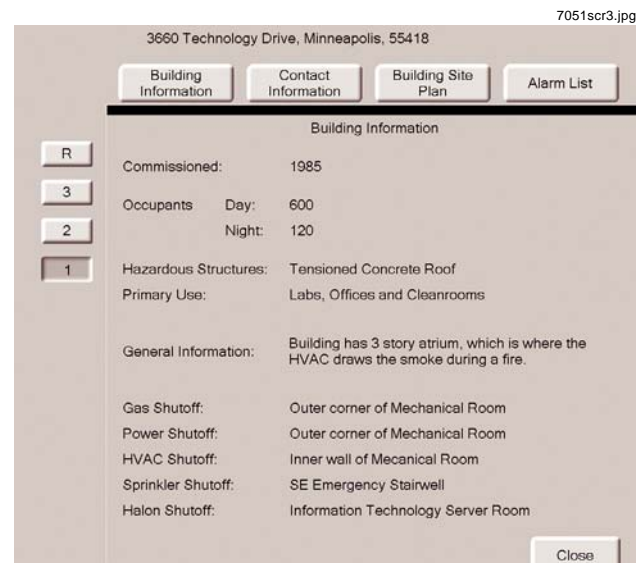 7051scr3.jpg
3660 Technology Drive, Minneapolis, 55418
Building Information
Contact Information
Building Site Plan
Alarm List
Building Information
R
3
2
1
Commissioned: 1985
Occupants Day: 600
Night: 120
Hazardous Structures: Tensioned Concrete Roof
Primary Use: Labs, Offices and Cleanrooms
General Information: Building has 3 story atrium, which is where the
HVAC draws the smoke during a fire.
Gas Shutoff: Outer corner of Mechanical Room
Power Shutoff: Outer corner of Mechanical Room
HVAC Shutoff: Inner wall of Mecanical Room
Sprinkler Shutoff: SE Emergency Stairwell
Halon Shutoff: Information Technology Server Room
Close